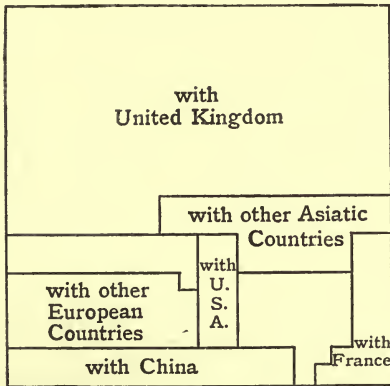 with
United Kingdom
with other Asiatic
Countries
with
U.
S.
A.
with other
European
Countries
with China
with
France